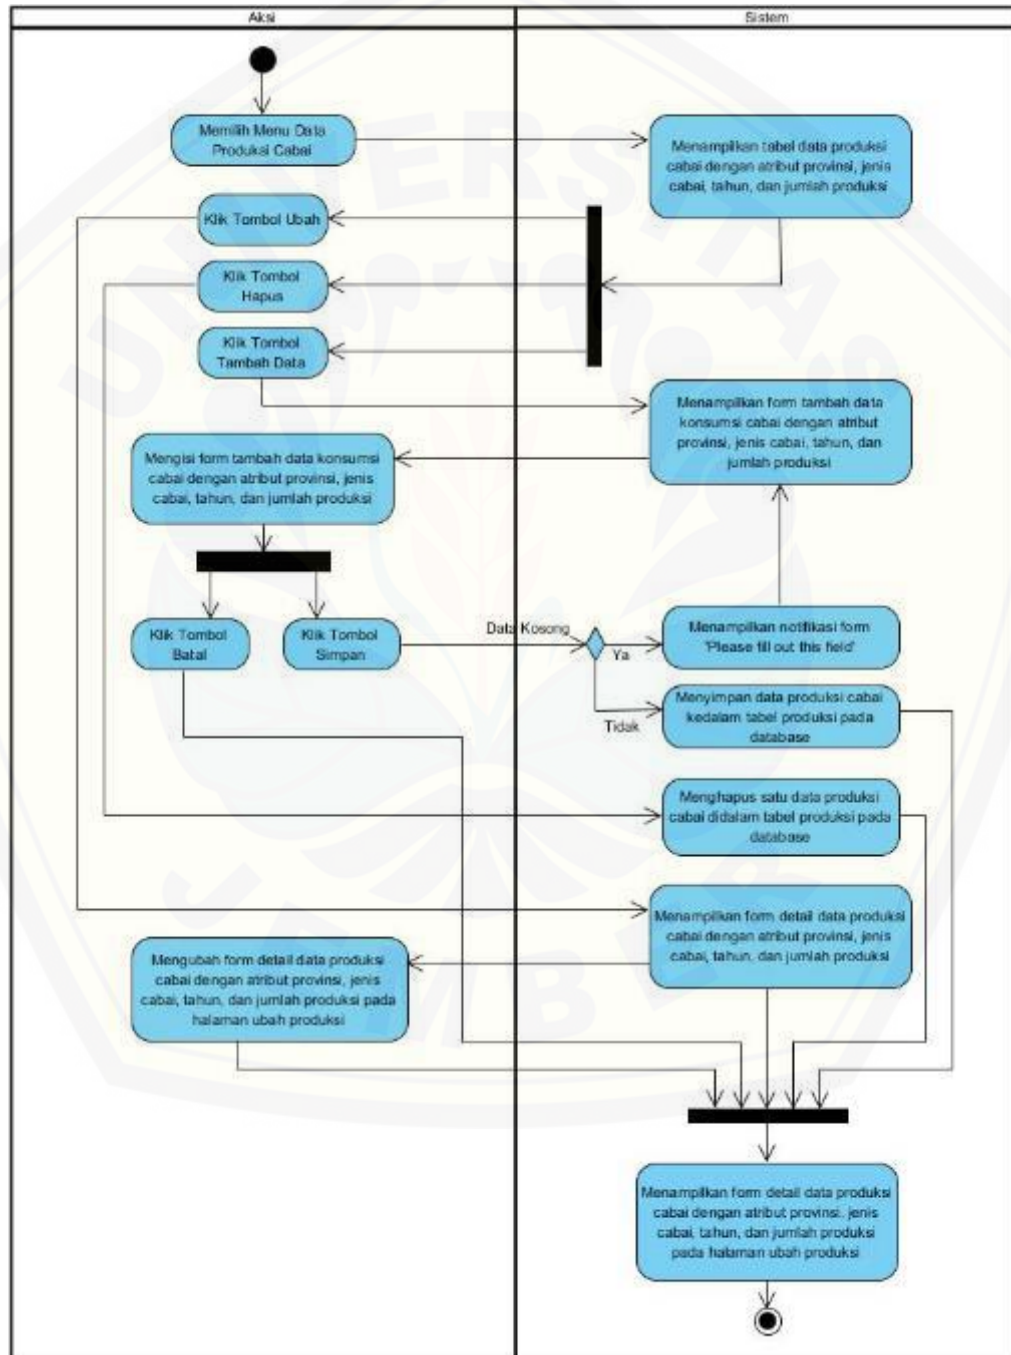 Aksi
Sistem
Memilih Menu Data
Produksi Cabai
Menampilkan tabel data produksi
cabai dengan atribut provinsi, jenis
cabai, tahun, dan jumlah produksi
Klik Tombol Ubah
Klik Tombol
Hapus
Klik Tombol
Tambah Data
Menampilkan form tambah data
konsumsi cabai dengan atribut
provinsi, jenis cabai, tahun, dan
jumlah produksi
Mengisi form tambah data konsumsi
cabai dengan atribut provinsi, jenis
cabai, tahun, dan jumlah produksi
Klik Tombol
Batal
Klik Tombol
Simpan
Data Kosong
Ya
Tidak
Menampilkan notifikasi form
'Please fill out this field'
Menyimpan data produksi cabai
kedalam tabel produksi pada
database
Menghapus satu data produksi
cabai didalam tabel produksi pada
database
Menampilkan form detail data produksi
cabai dengan atribut provinsi, jenis
cabai, tahun, dan jumlah produksi
Mengubah form detail data produksi
cabai dengan atribut provinsi, jenis
cabai, tahun, dan jumlah produksi pada
halaman ubah produksi
Menampilkan form detail data produksi
cabai dengan atribut provinsi, jenis
cabai, tahun, dan jumlah produksi
pada halaman ubah produksi
UNIVERSITAS
JEMBER